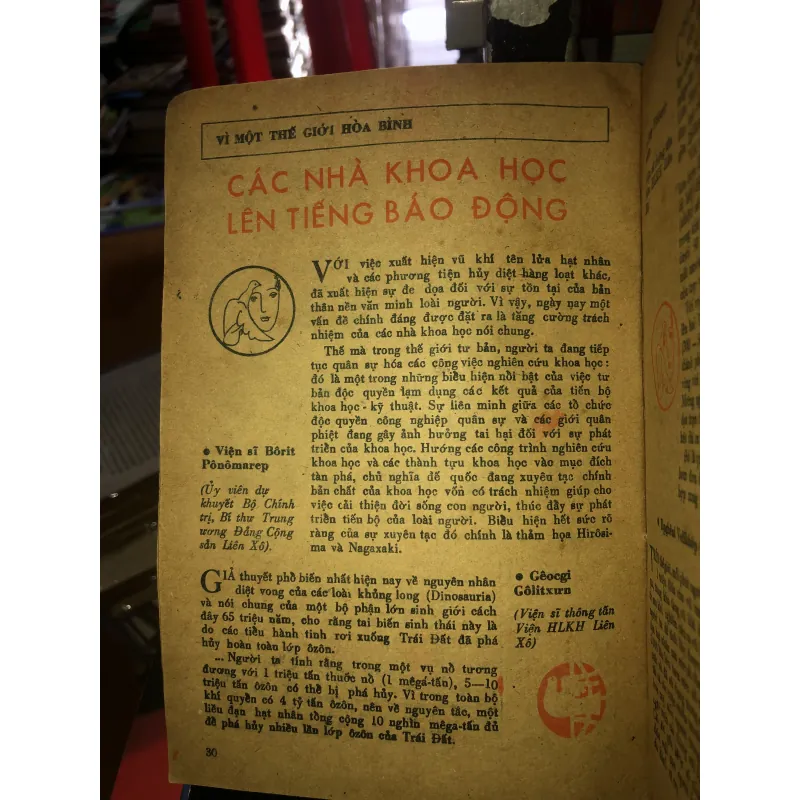 VÌ MỘT THẾ GIỚI HÒA BÌNH
CÁC NHÀ KHOA HỌC
LÊN TIẾNG BÁO ĐỘNG
VỚI việc xuất hiện vũ khí tên lửa hạt nhân
và các phương tiện hủy diệt hàng loạt khác,
đã xuất hiện sự đe dọa đối với sự tồn tại của bản
thân nền văn minh loài người. Vì vậy, ngày nay một
vấn đề chính đáng được đặt ra là tăng cường trách
nhiệm của các nhà khoa học nói chung.
Thế mà trong thế giới tư bản, người ta đang tiếp
tục quân sự hóa các công việc nghiên cứu khoa học:
đó là một trong những biểu hiện nổi bật của việc tư
bản độc quyền lạm dụng các kết quả của tiến bộ
khoa học - kỹ thuật. Sự liên minh giữa các tổ chức
độc quyền công nghiệp quân sự và các giới quân
phiệt đang gây ảnh hưởng tai hại đối với sự phát
triển của khoa học. Hướng các công trình nghiên cứu
khoa học và các thành tựu khoa học vào mục đích
tàn phá, chủ nghĩa đế quốc đang xuyên tạc chính
bản chất của khoa học vốn có trách nhiệm giúp cho
việc cải thiện đời sống con người, thúc đẩy sự phát
triển tiến bộ của loài người. Biểu hiện hết sức rõ
ràng của sự xuyên tạc đó chính là thảm họa Hirôsi-
ma và Nagaxaki.
• Viện sĩ Bôrit
Pônômarep
(Ủy viên dự
khuyết Bộ Chính
trị, Bí thư Trung
ương Đảng Cộng
sản Liên Xô).
GIẢ thuyết phổ biến nhất hiện nay về nguyên nhân
diệt vong của các loài khủng long (Dinosauria)
và nói chung của một bộ phận lớn sinh giới cách
đây 65 triệu năm, cho rằng tai biến sinh thái này là
do các tiểu hành tinh rơi xuống Trái Đất đã phá
hủy hoàn toàn lớp ôzôn.
... Người ta tính rằng trong một vụ nổ tương
đương với 1 triệu tấn thuốc nổ (1 mêgá-tấn), 5—10
triệu tấn ôzôn có thể bị phá hủy. Vì trong toàn bộ
khí quyển có 4 tỷ tấn ôzôn, nên về nguyên tắc, một
liều đạn hạt nhân tổng cộng 10 nghìn mêga-tấn đủ
để phá hủy nhiều lần lớp ôzôn của Trái Đất.
• Gêocgi
Gôlitxưn
(Viện sĩ thông tấn
Viện HLKH Liên
Xô)
30